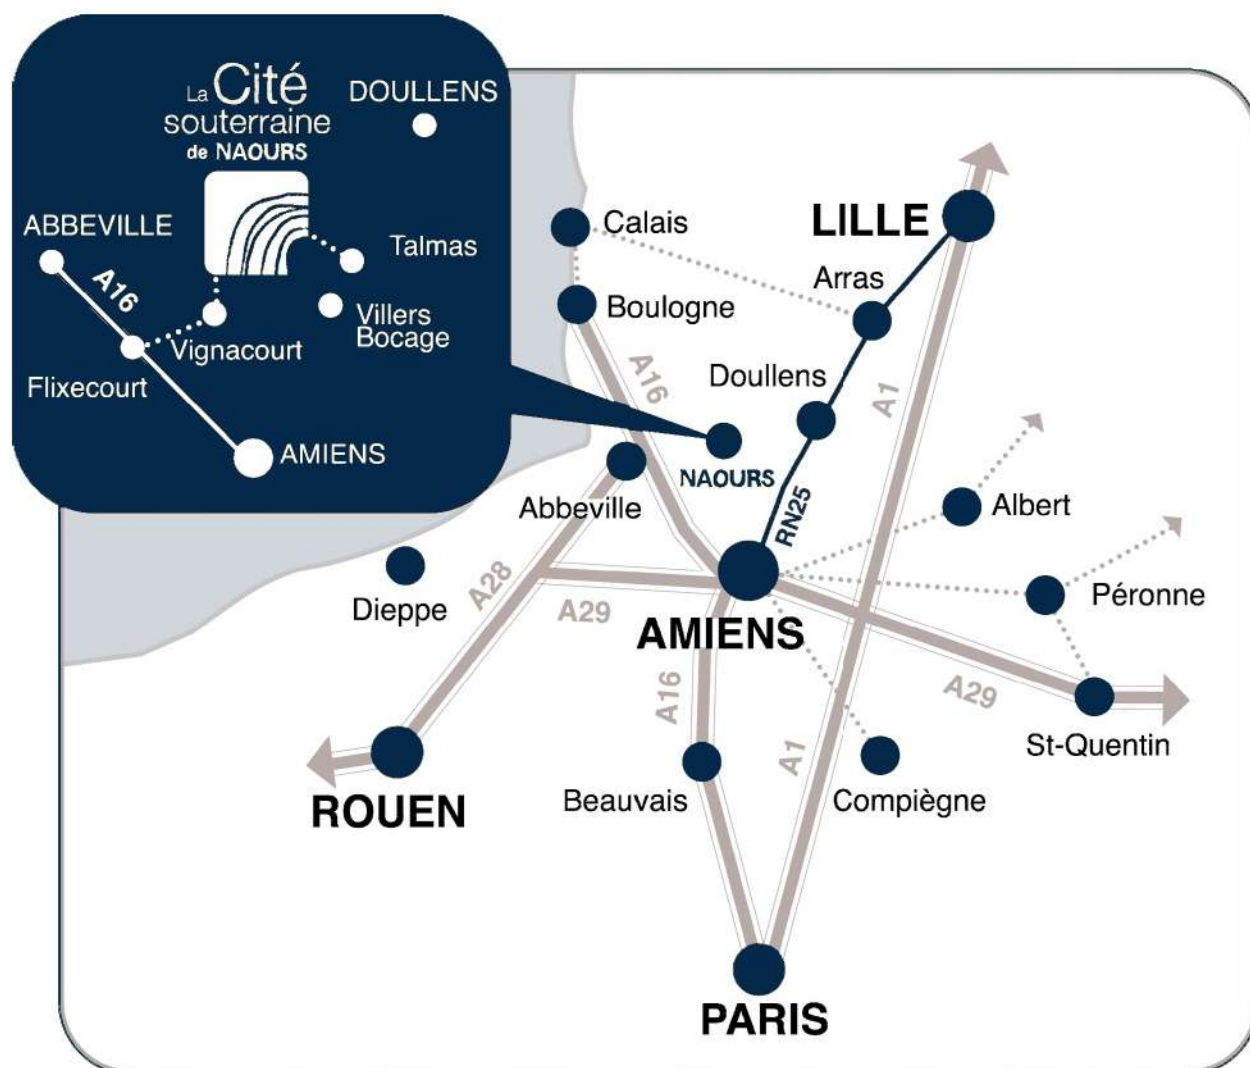 La Cité
souterraine
de NAOURS
DOULLENS
ABBEVILLE
A16
Talmas
Villers
Bocage
Vignacourt
Flixecourt
AMIENS
Calais
LILLE
Arras
Boulogne
A16
Doullens
A1
NAOURS
Abbeville
RN25
Albert
Dieppe
A28
A29
AMIENS
Péronne
A16
A29
A1
St-Quentin
Beauvais
Compiègne
ROUEN
PARIS